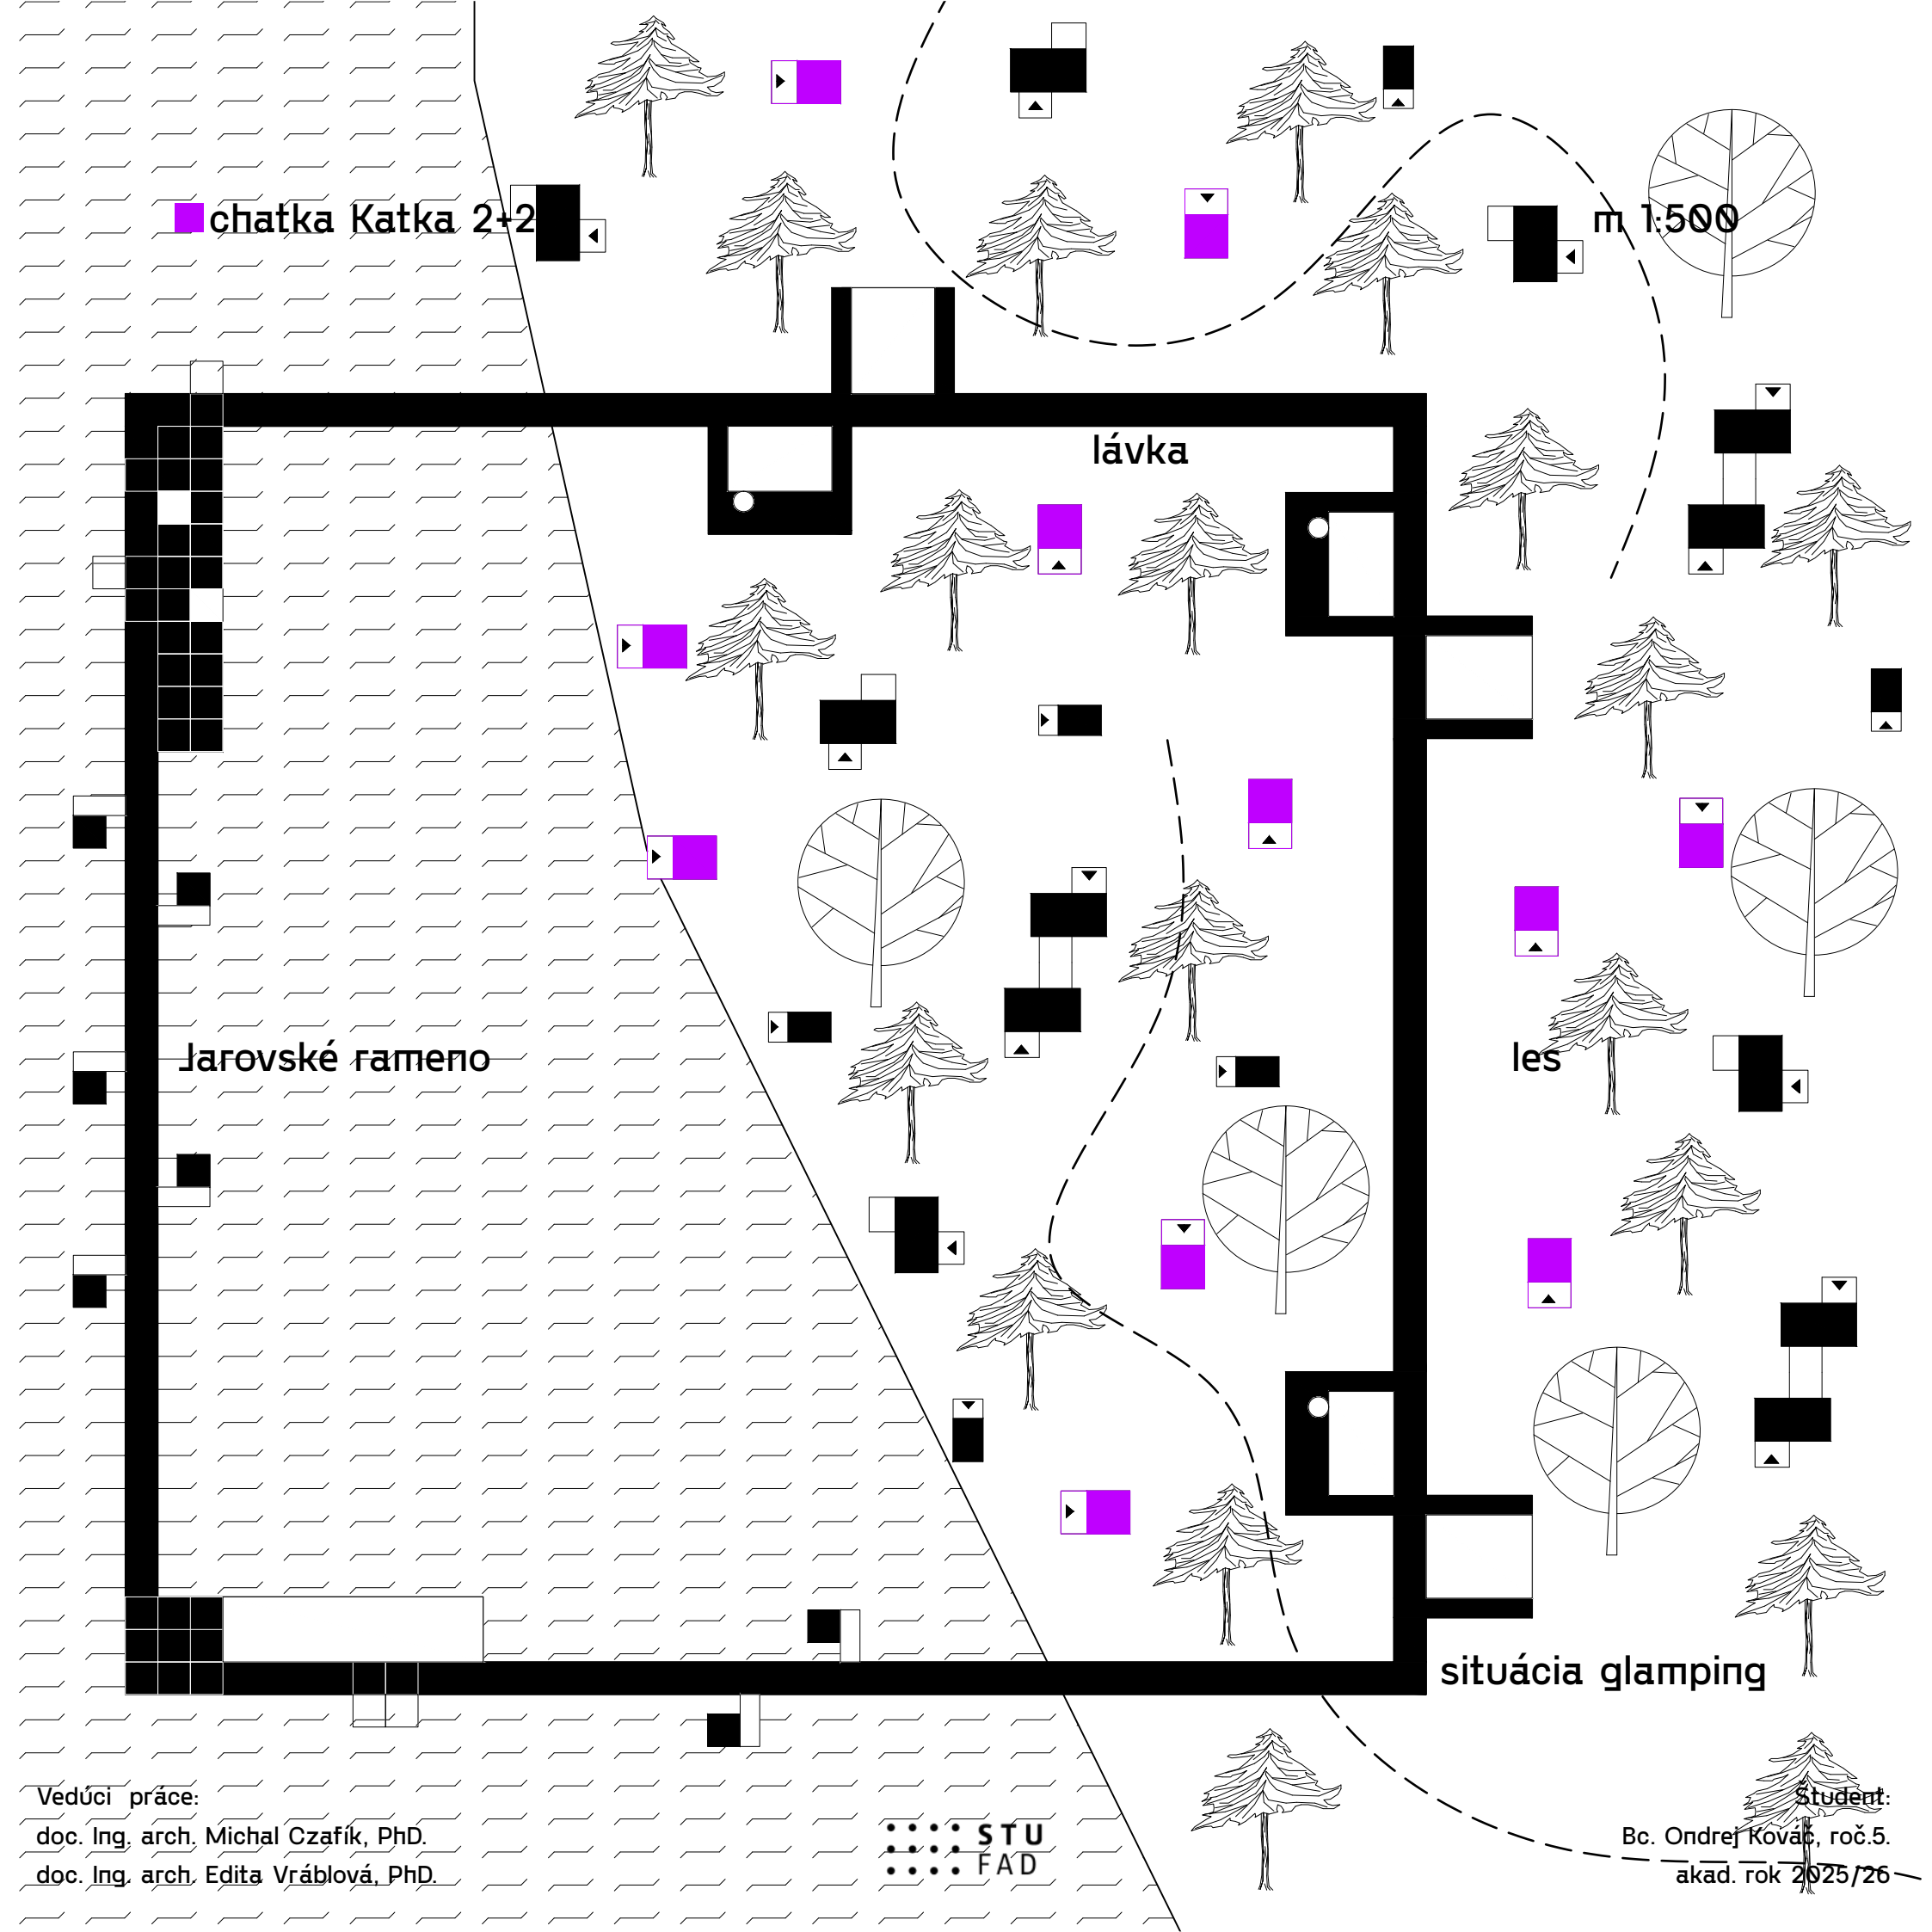 chatka Katka 2+2
m 1:500
lávka
Jarovské rameno
les
situácia glamping
Vedúci práce:
doc. Ing. arch. Michal Czafík, PhD.
doc. Ing. arch. Edita Vráblová, PhD.
STU
FAD
Študent:
Bc. Ondrej Kováč, roč.5.
akad. rok 2025/26